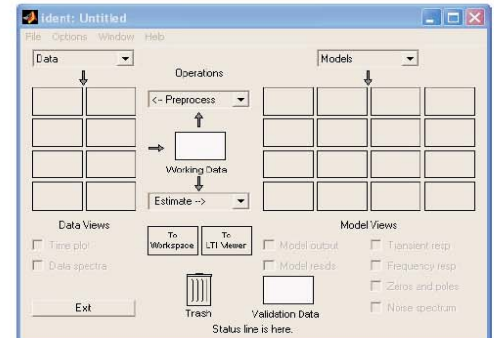 ident: Untitled
File Options Window Help
Data
Models
Operations
<-- Preprocess
Working Data
Estimate -->
Data Views
Model Views
To Workspace
To LTI Viewer
Time plot
Data spectra
Model output
Model resids
Transient resp
Frequency resp
Zeros and poles
Noise spectrum
Exit
Trash
Validation Data
Status line is here.